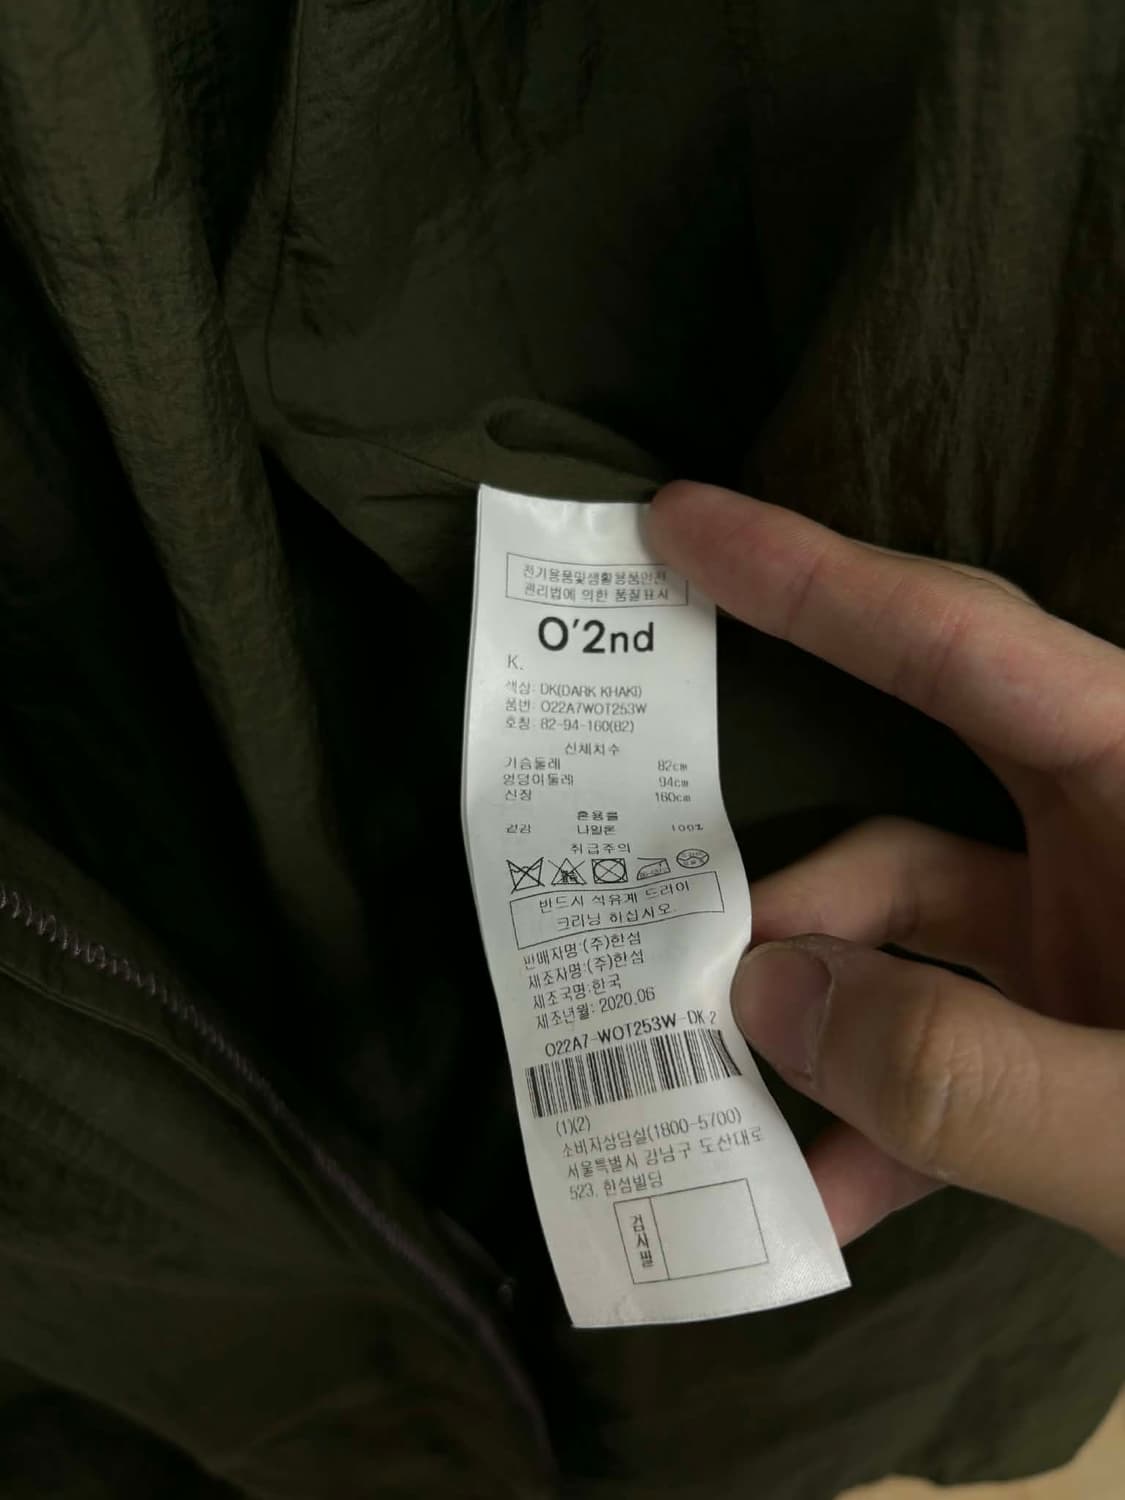 전기용품및생활용품안전
관리법에 의한 품질표시
O'2nd
K.
색상: DK(DARK KHAKI)
품번: O22A7WOT253W
호칭: 82-94-160(82)
신체치수
가슴둘레 82cm
엉덩이둘레 94cm
신장 160cm
혼용률
겉감 나일론 100%
취급주의
반드시 석유계 드라이
크리닝 하십시오.
판매자명:(주)한섬
제조자명:(주)한섬
제조국명:한국
제조년월: 2020.06
O22A7-WOT253W-DK 2
(1)(2)
소비자상담실(1800-5700)
서울특별시 강남구 도산대로
523, 한섬빌딩
검사필